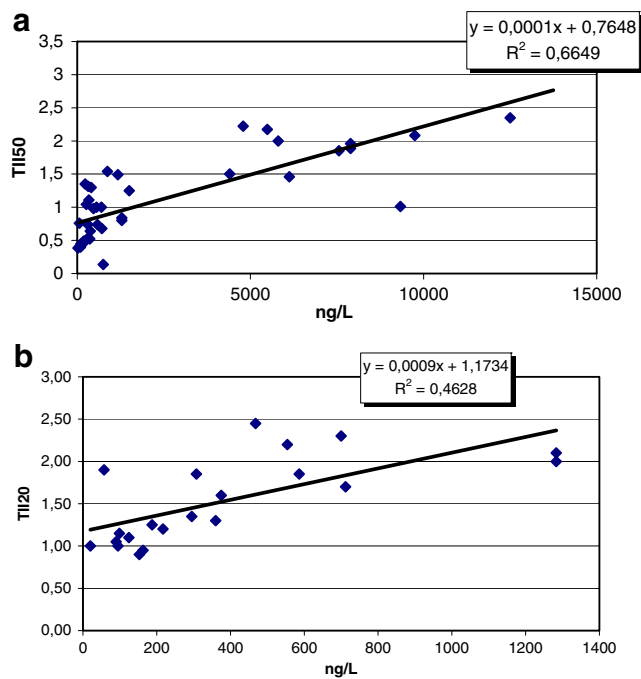 a
y = 0,0001x + 0,7648
R² = 0,6649
3,5
3
2,5
2
1,5
1
0,5
0
TII50
0 5000 10000 15000
ng/L
b
y = 0,0009x + 1,1734
R² = 0,4628
3,00
2,50
2,00
1,50
1,00
0,50
0,00
TII20
0 200 400 600 800 1000 1200 1400
ng/L